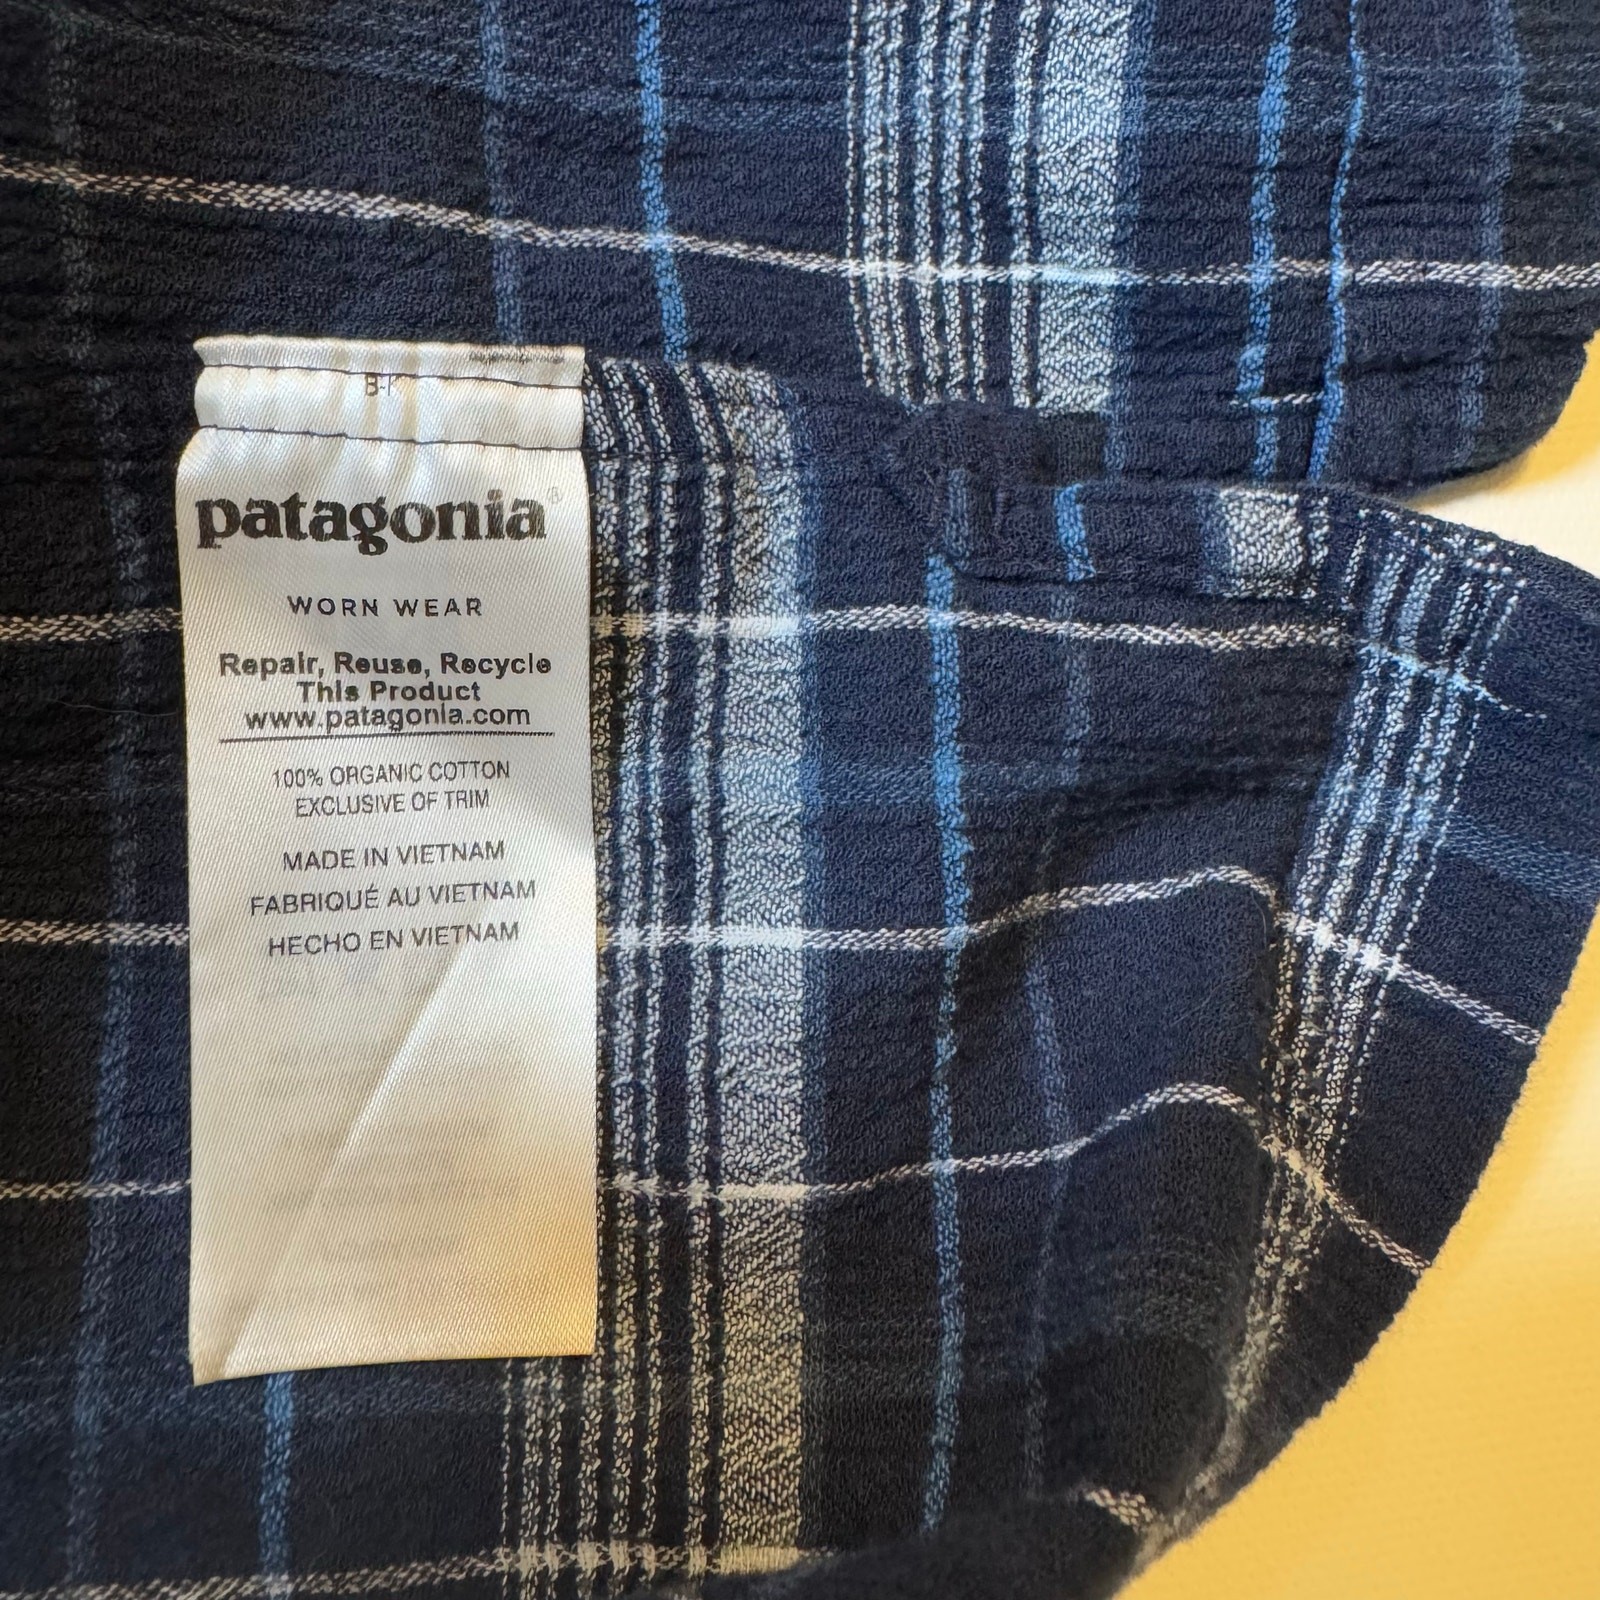 patagonia®
WORN WEAR
Repair, Reuse, Recycle
This Product
www.patagonia.com
100% ORGANIC COTTON
EXCLUSIVE OF TRIM
MADE IN VIETNAM
FABRIQUÉ AU VIETNAM
HECHO EN VIETNAM